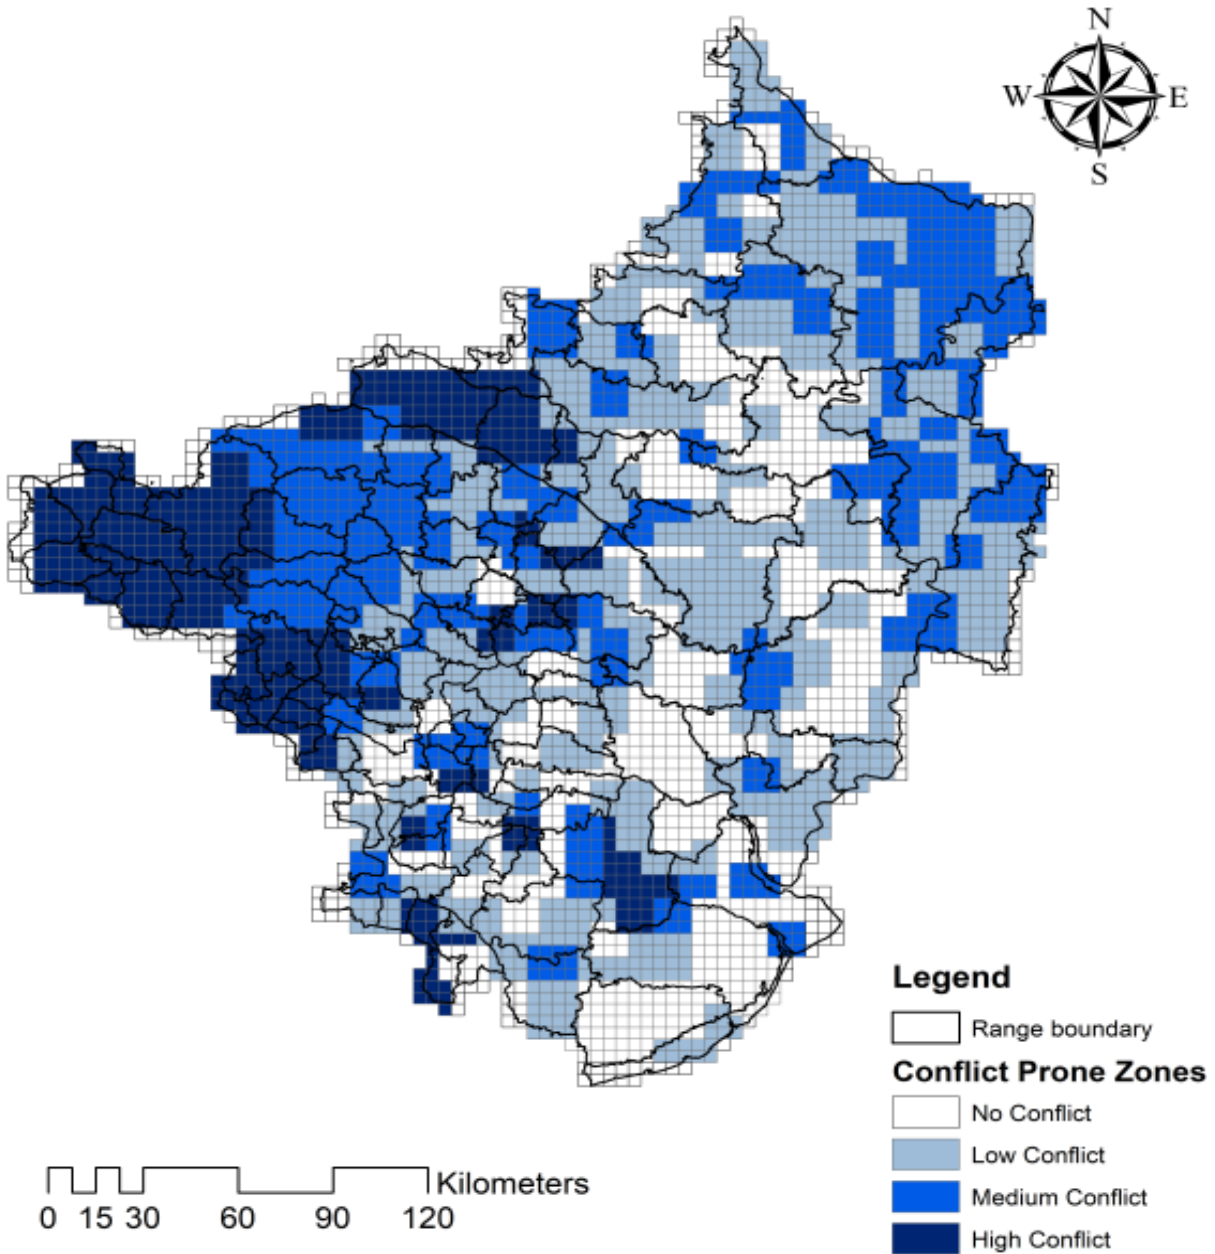 N
W E
S
Legend
Range boundary
Conflict Prone Zones
No Conflict
Low Conflict
Medium Conflict
High Conflict
Kilometers
0 15 30 60 90 120